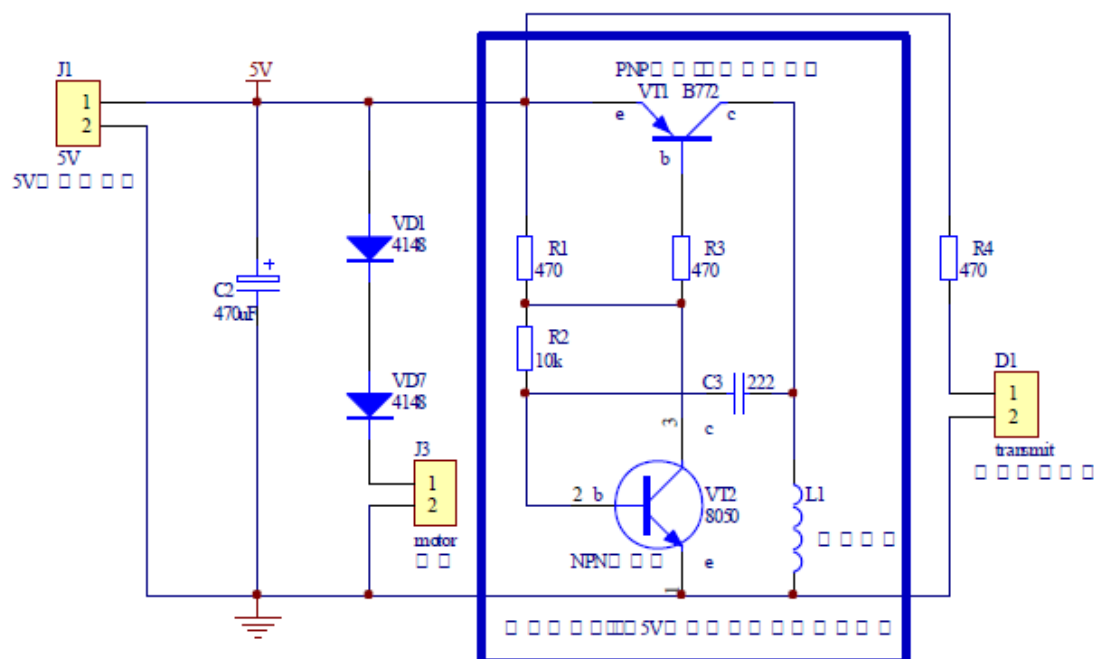 J1
1
2
5V
5V
5V
C2
470uF
+
VD1
4148
VD7
4148
J3
1
2
motor
PNP
VT1 B772
e
c
b
R1
470
R3
470
R2
10k
C3
222
3
c
2 b
VT2
8050
NPN
e
1
L1
5V
R4
470
D1
1
2
transmit